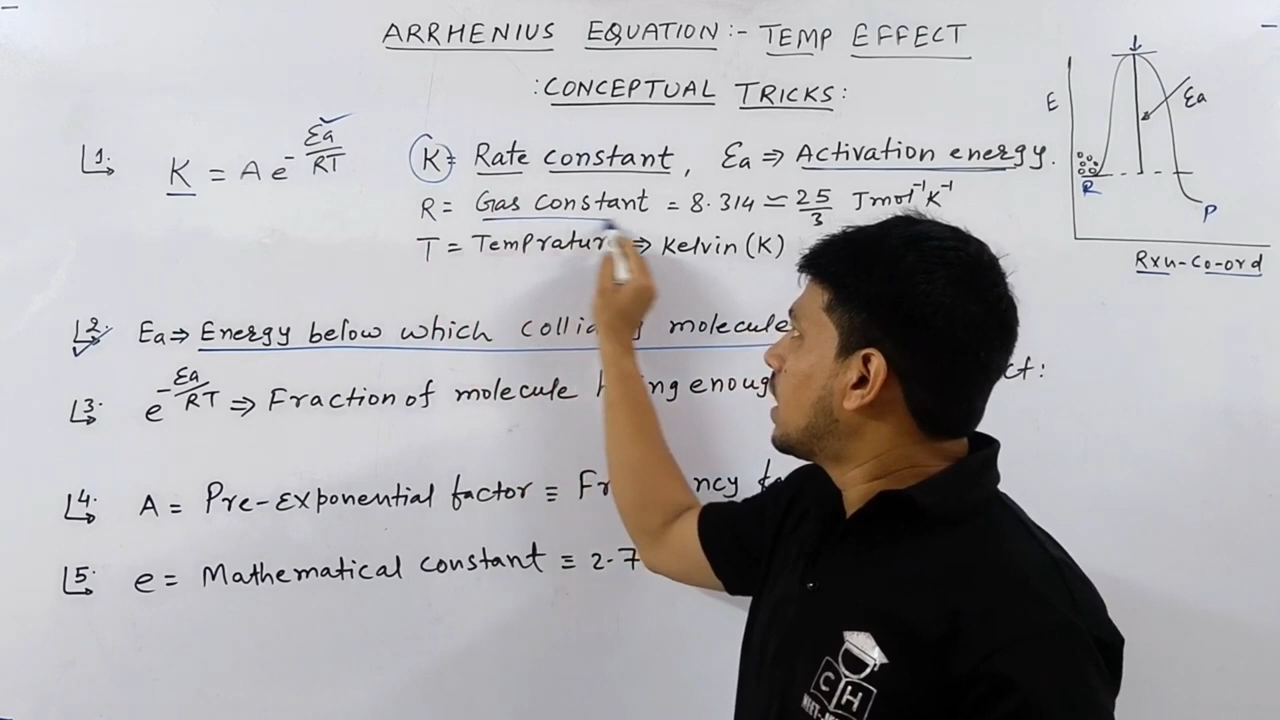 ARRHENIUS EQUATION:- TEMP EFFECT
:CONCEPTUAL TRICKS:
1. K = A e^-Ea/RT
K = Rate constant, Ea ⇒ Activation energy.
R = Gas constant = 8.314 ≃ 25/3 Jmol⁻¹K⁻¹
T = Temprature ⇒ Kelvin (K)
2. Ea ⇒ Energy below which molecule
3. e^-Ea/RT ⇒ Fraction of molecule
4. A = Pre-Exponential factor ≡
5. e = Mathematical constant ≡ 2.7
E
Ea
R
P
Rxn-Co-ord
CH